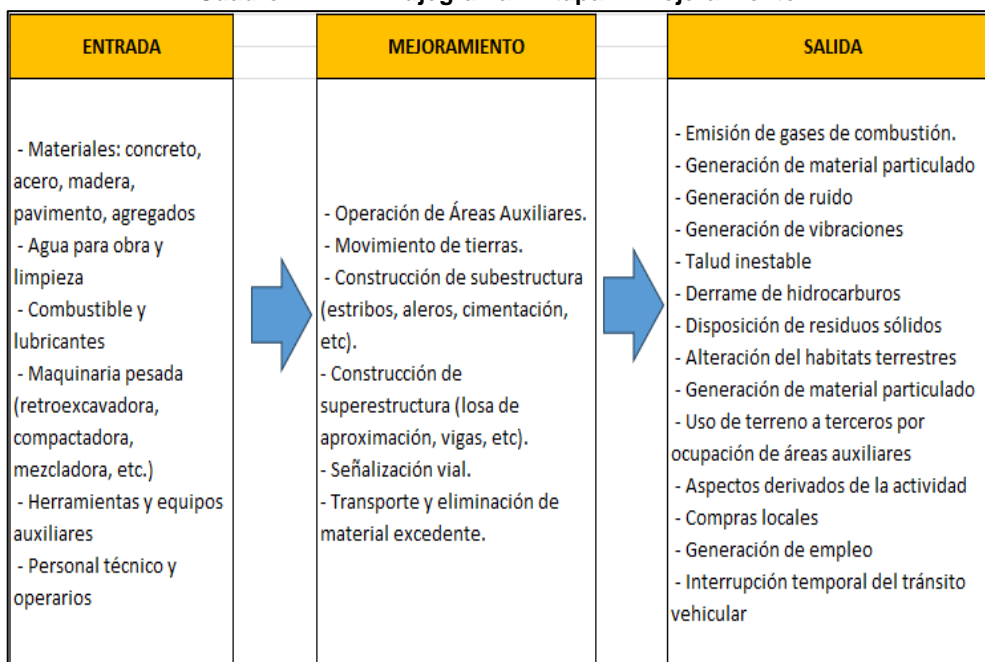 ENTRADA
MEJORAMIENTO
SALIDA
- Materiales: concreto,
acero, madera,
pavimento, agregados
- Agua para obra y
limpieza
- Combustible y
lubricantes
- Maquinaria pesada
(retroexcavadora,
compactadora,
mezcladora, etc.)
- Herramientas y equipos
auxiliares
- Personal técnico y
operarios
- Operación de Áreas Auxiliares.
- Movimiento de tierras.
- Construcción de subestructura
(estribos, aleros, cimentación,
etc).
- Construcción de
superestructura (losa de
aproximación, vigas, etc).
- Señalización vial.
- Transporte y eliminación de
material excedente.
- Emisión de gases de combustión.
- Generación de material particulado
- Generación de ruido
- Generación de vibraciones
- Talud inestable
- Derrame de hidrocarburos
- Disposición de residuos sólidos
- Alteración del habitats terrestres
- Generación de material particulado
- Uso de terreno a terceros por
ocupación de áreas auxiliares
- Aspectos derivados de la actividad
- Compras locales
- Generación de empleo
- Interrupción temporal del tránsito
vehicular